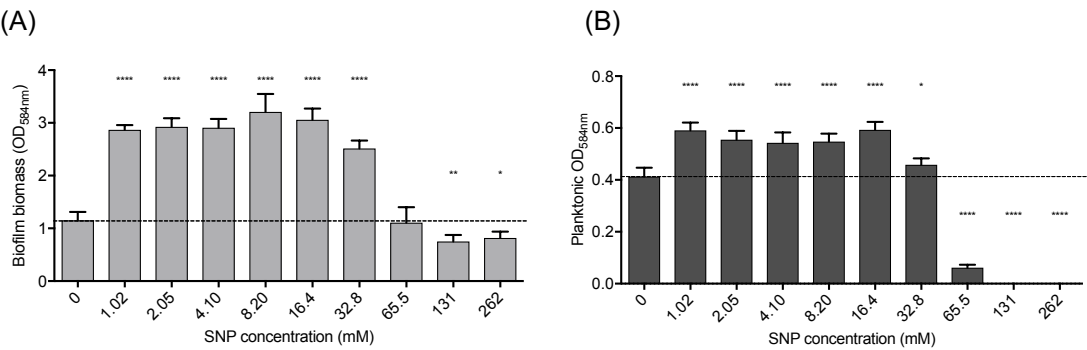 (A)
Biofilm biomass (OD584nm)
4
3
2
1
0
**** **** **** **** **** **** ** *
0 1.02 2.05 4.10 8.20 16.4 32.8 65.5 131 262
SNP concentration (mM)
(B)
Planktonic OD584nm
0.8
0.6
0.4
0.2
0.0
**** **** **** **** **** * **** **** ****
0 1.02 2.05 4.10 8.20 16.4 32.8 65.5 131 262
SNP concentration (mM)